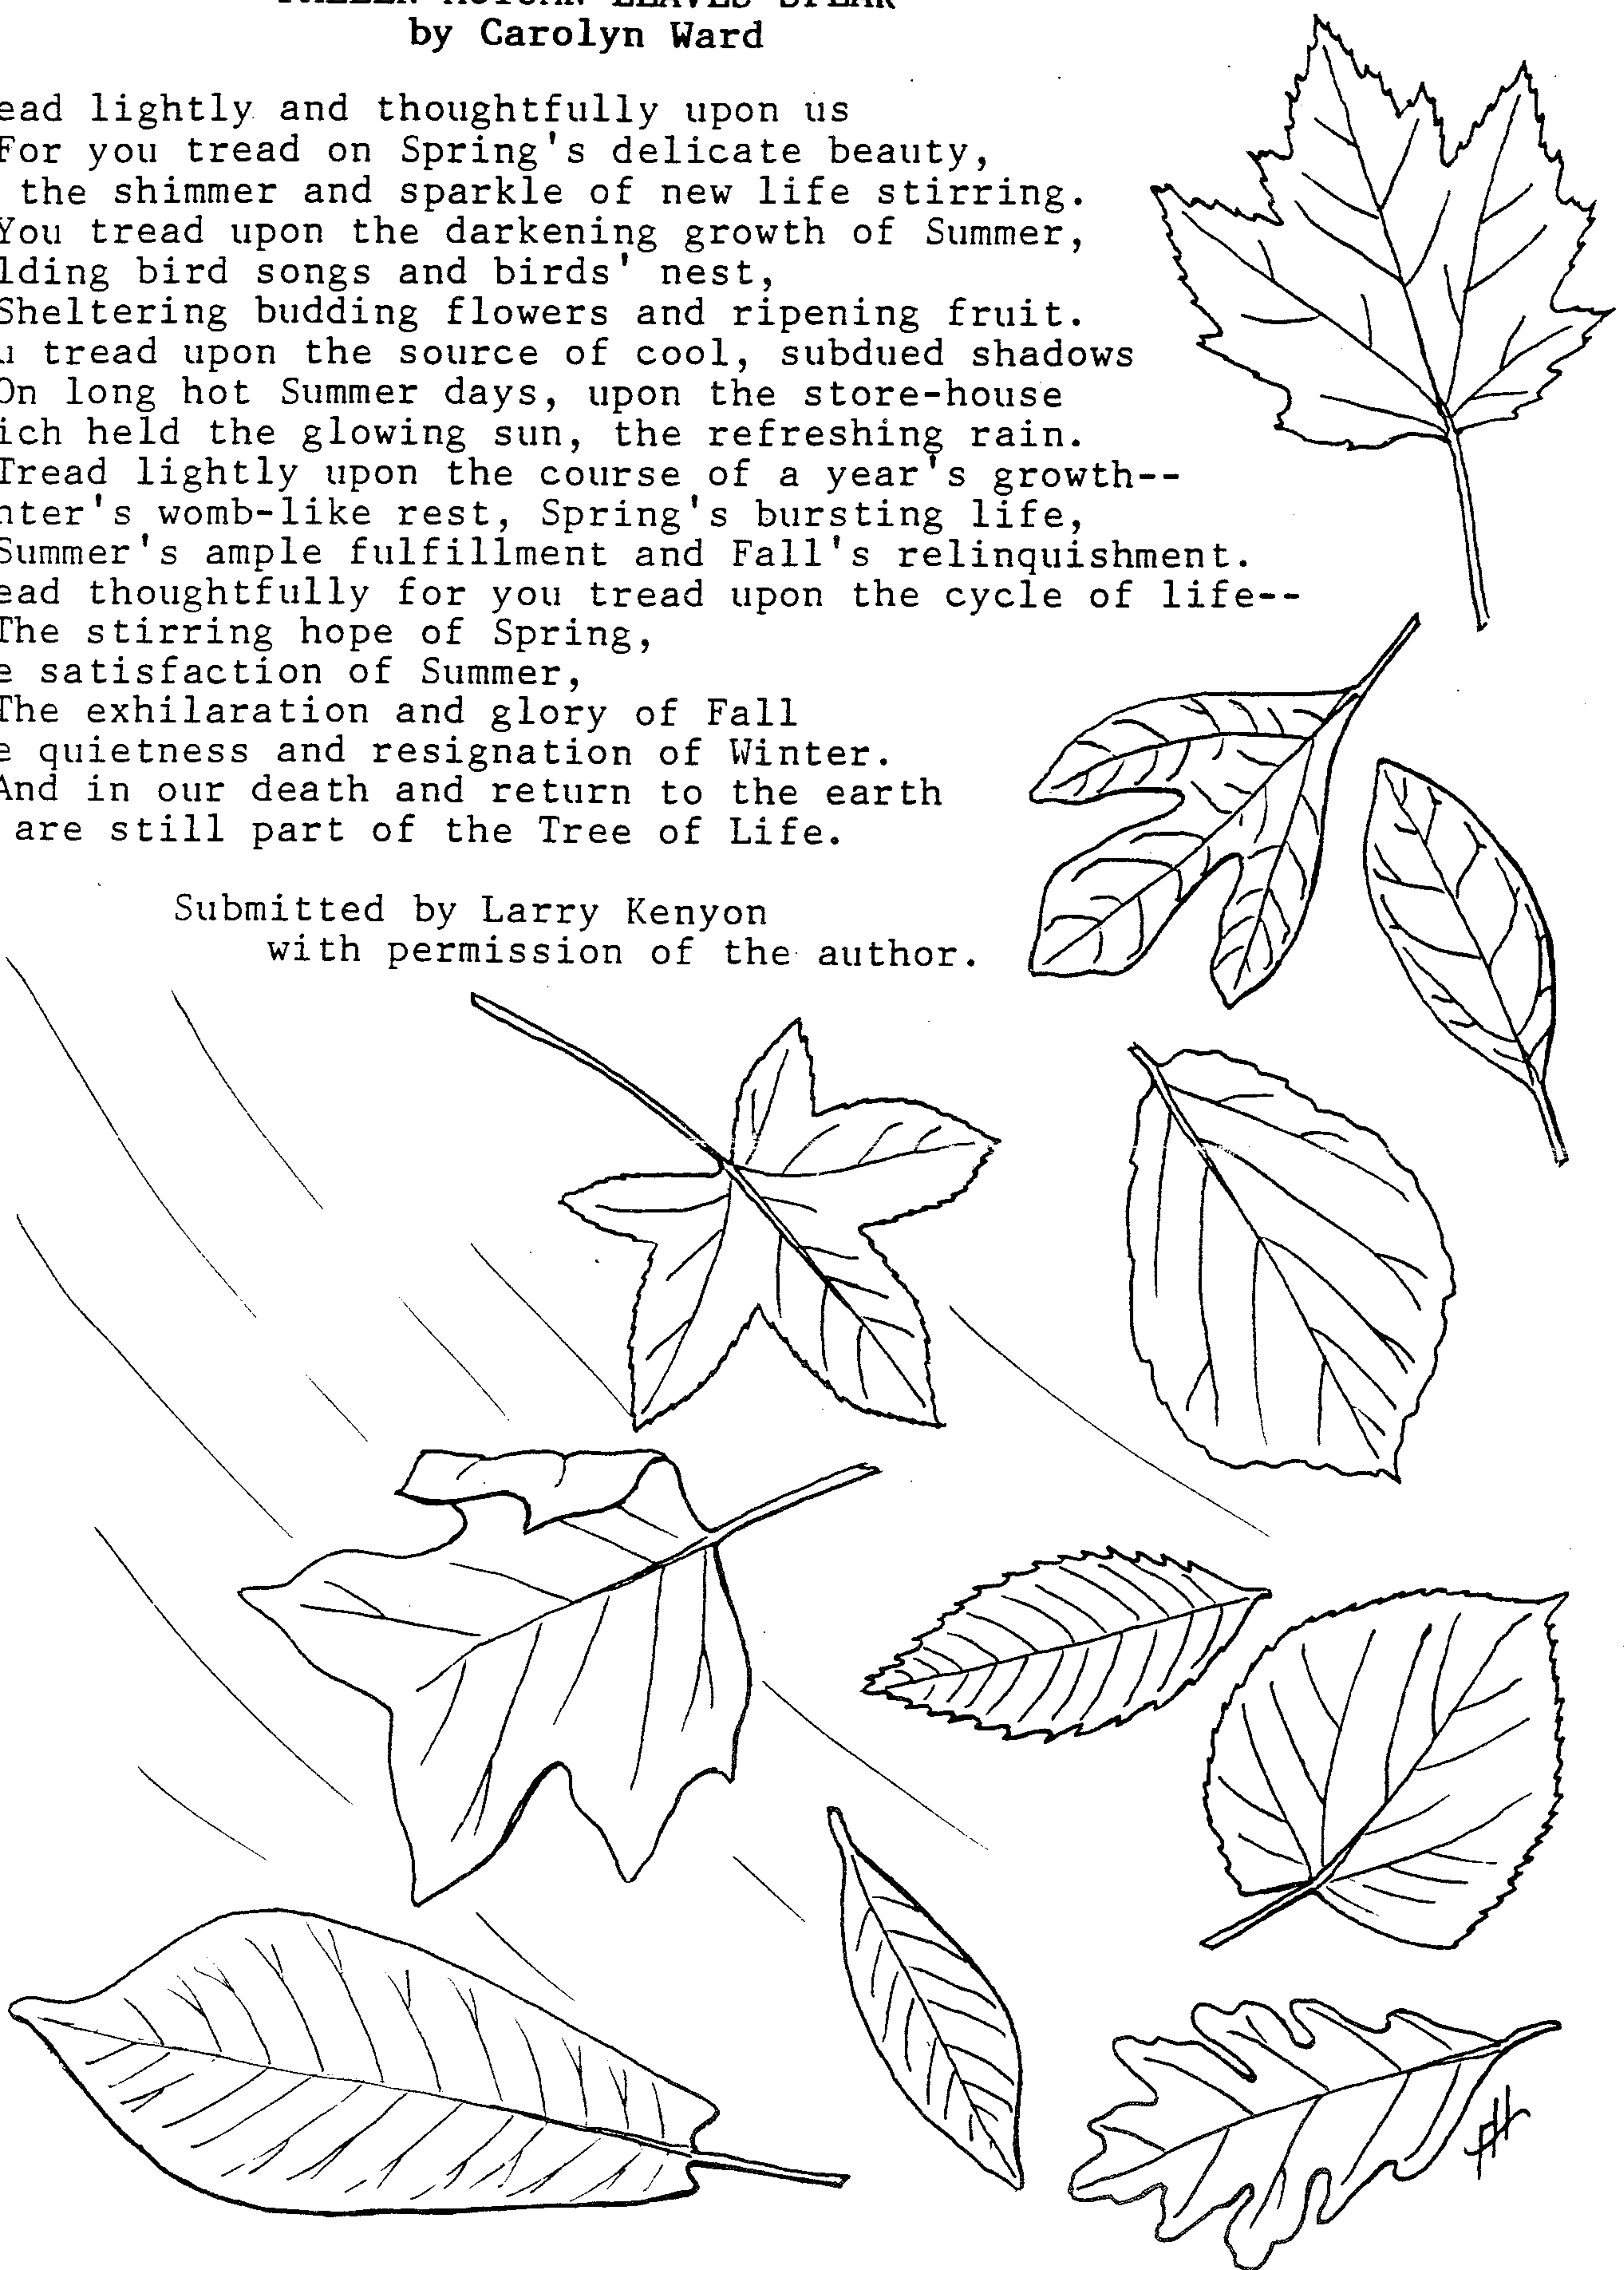 FALLEN AUTUMN LEAVES SPEAK
by Carolyn Ward
ead lightly and thoughtfully upon us
For you tread on Spring's delicate beauty,
the shimmer and sparkle of new life stirring.
You tread upon the darkening growth of Summer,
lding bird songs and birds' nest,
Sheltering budding flowers and ripening fruit.
u tread upon the source of cool, subdued shadows
On long hot Summer days, upon the store-house
ich held the glowing sun, the refreshing rain.
Tread lightly upon the course of a year's growth--
nter's womb-like rest, Spring's bursting life,
Summer's ample fulfillment and Fall's relinquishment.
ead thoughtfully for you tread upon the cycle of life--
The stirring hope of Spring,
e satisfaction of Summer,
The exhilaration and glory of Fall
e quietness and resignation of Winter.
And in our death and return to the earth
are still part of the Tree of Life.
Submitted by Larry Kenyon
with permission of the author.